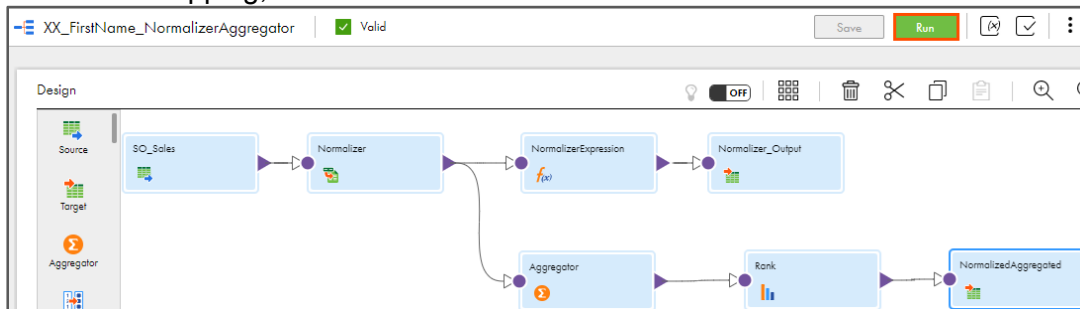 XX_FirstName_NormalizerAggregator Valid Save Run
Design OFF
Source
Target
Aggregator
SO_Sales Normalizer NormalizerExpression Normalizer_Output
f(x)
Aggregator Rank NormalizedAggregated